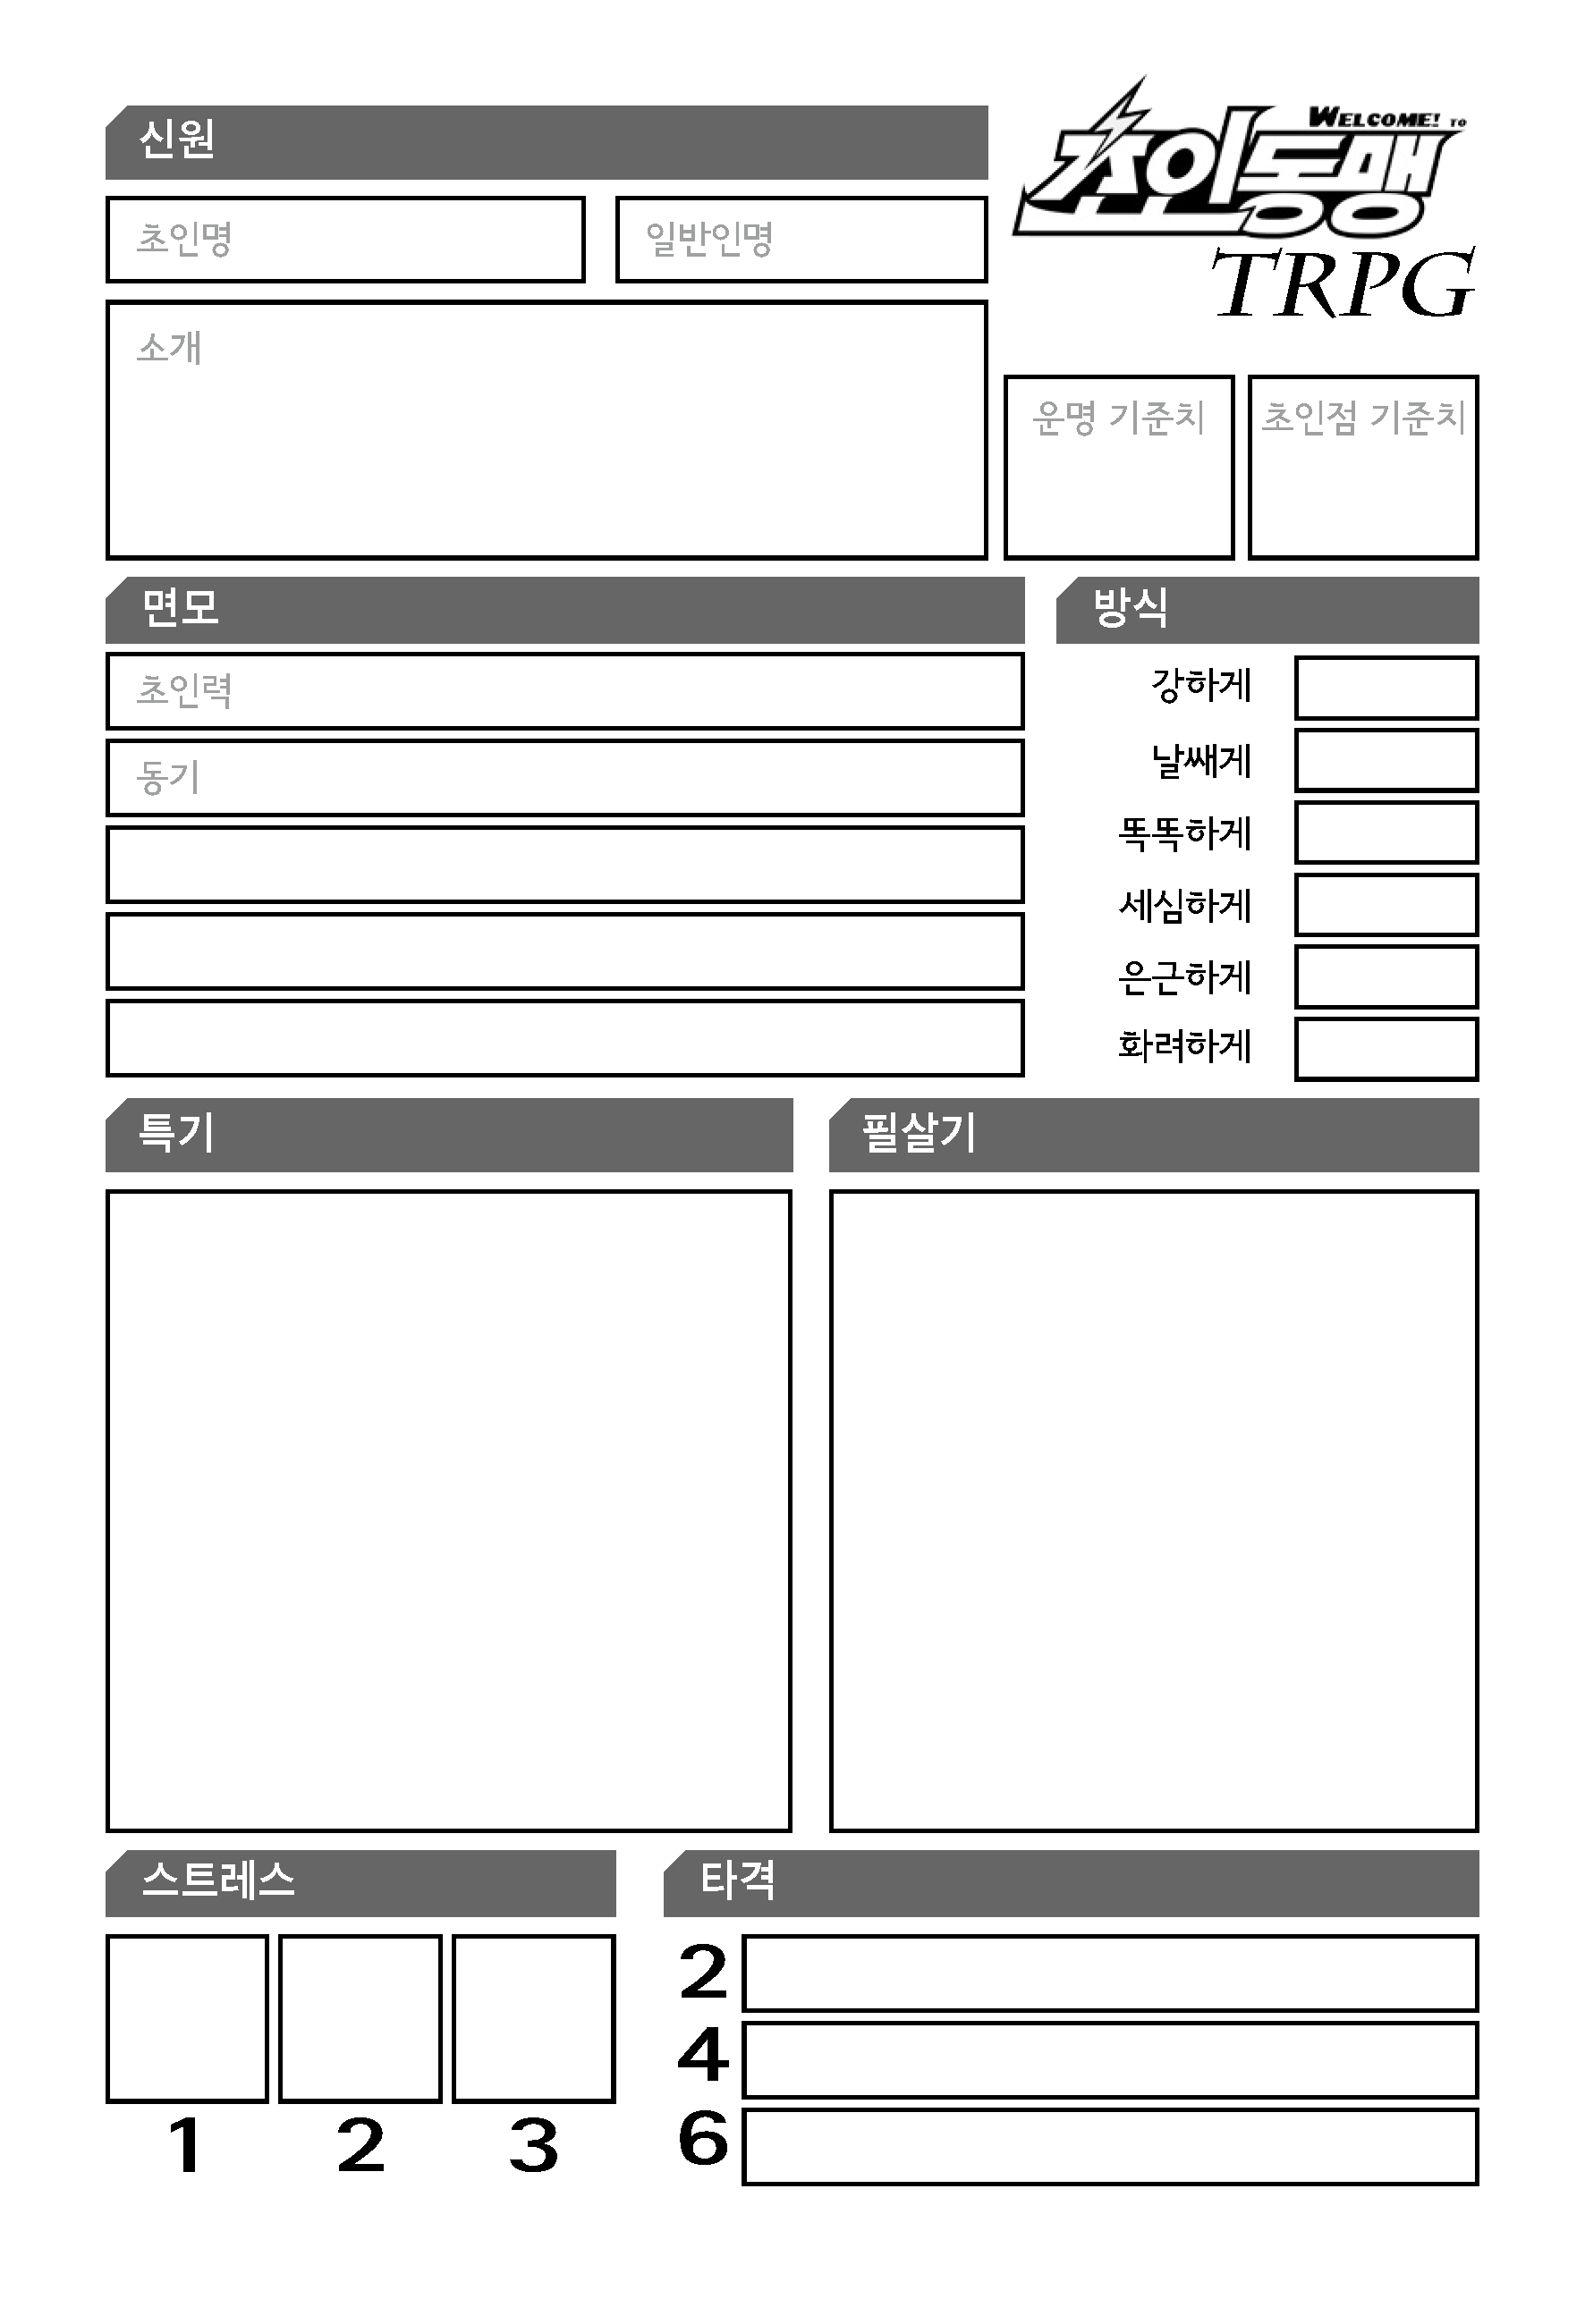 신원
WELCOME! TO
초인동맹
TRPG
초인명
일반인명
소개
운명 기준치
초인점 기준치
면모
초인력
동기
방식
강하게
날쌔게
똑똑하게
세심하게
은근하게
화려하게
특기
필살기
스트레스
1 2 3
타격
2
4
6